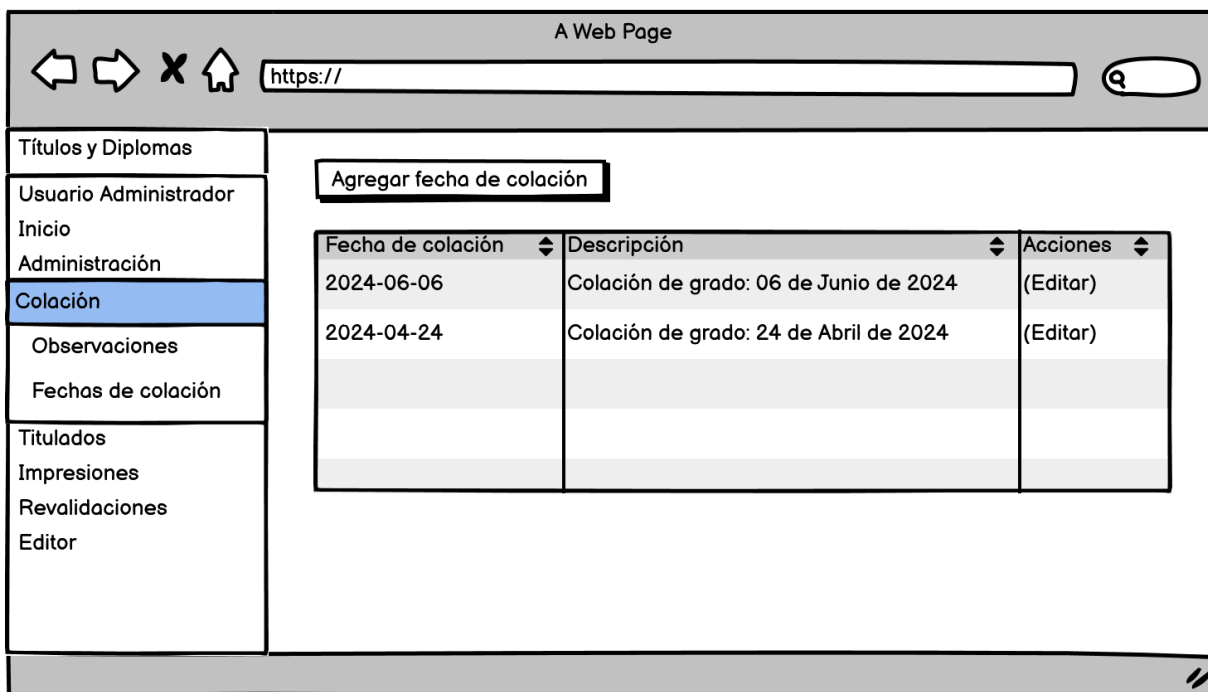 A Web Page
https://
Títulos y Diplomas
Usuario Administrador
Inicio
Administración
Colación
Observaciones
Fechas de colación
Titulados
Impresiones
Revalidaciones
Editor
Agregar fecha de colación
Fecha de colación Descripción Acciones
2024-06-06 Colación de grado: 06 de Junio de 2024 (Editar)
2024-04-24 Colación de grado: 24 de Abril de 2024 (Editar)